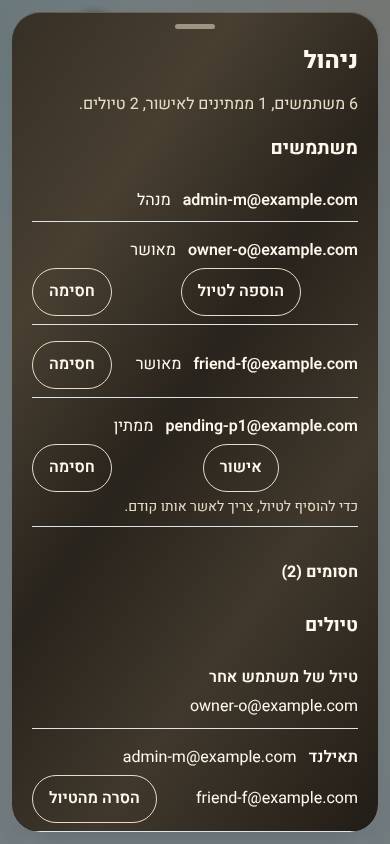 ניהול
6 משתמשים, 1 ממתינים לאישור, 2 טיולים.
משתמשים
admin-m@example.com מנהל
owner-o@example.com מאושר
הוספה לטיול חסימה
friend-f@example.com מאושר חסימה
pending-p1@example.com ממתין
אישור חסימה
כדי להוסיף לטיול, צריך לאשר אותו קודם.
חסומים (2)
טיולים
טיול של משתמש אחר
owner-o@example.com
תאילנד admin-m@example.com
friend-f@example.com הסרה מהטיול